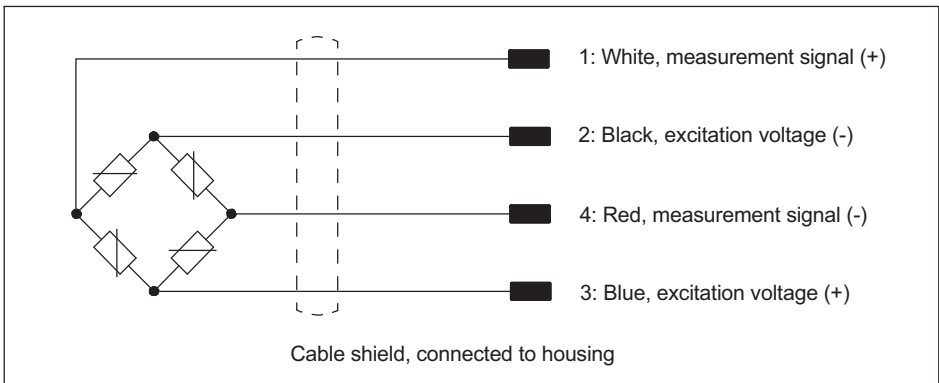 1: White, measurement signal (+)
2: Black, excitation voltage (-)
4: Red, measurement signal (-)
3: Blue, excitation voltage (+)
Cable shield, connected to housing